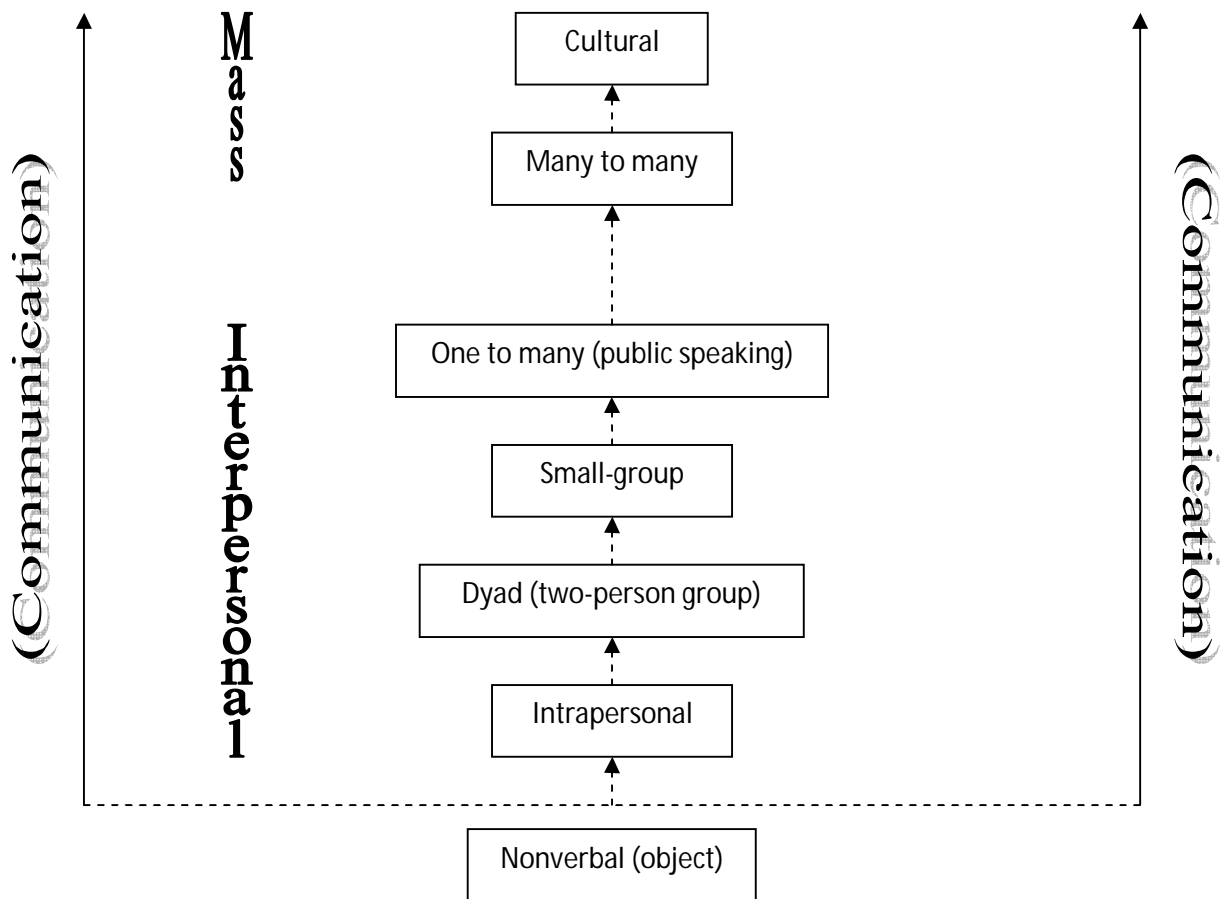 (Communication)
Mass
Interpersonal
Cultural
Many to many
One to many (public speaking)
Small-group
Dyad (two-person group)
Intrapersonal
Nonverbal (object)
(Communication)